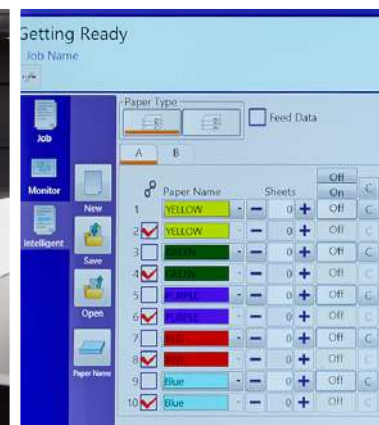 Getting Ready
Job Name
Paper Type
Feed Data
Job
A B
Monitor
Off
Paper Name Sheets On C
New 1 YELLOW 0 Off C
Intelligent 2 YELLOW 0 Off C
3 GREEN 0 Off C
Save
4 GREEN 0 Off C
5 PURPLE 0 Off C
Open 6 PURPLE 0 Off C
7 RED 0 Off C
8 RED 0 Off C
Paper Name 9 Blue 0 Off C
10 Blue 0 Off C